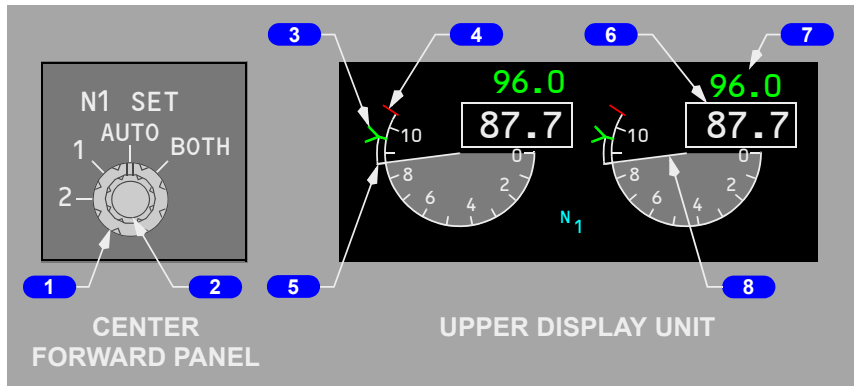 3 4 6 7
96.0 96.0
N1 SET
87.7 87.7
AUTO
1 BOTH
10 0 10 0
2
8 2 8 2
6 4 6 4
N1
1 2 5 8
CENTER
FORWARD PANEL
UPPER DISPLAY UNIT